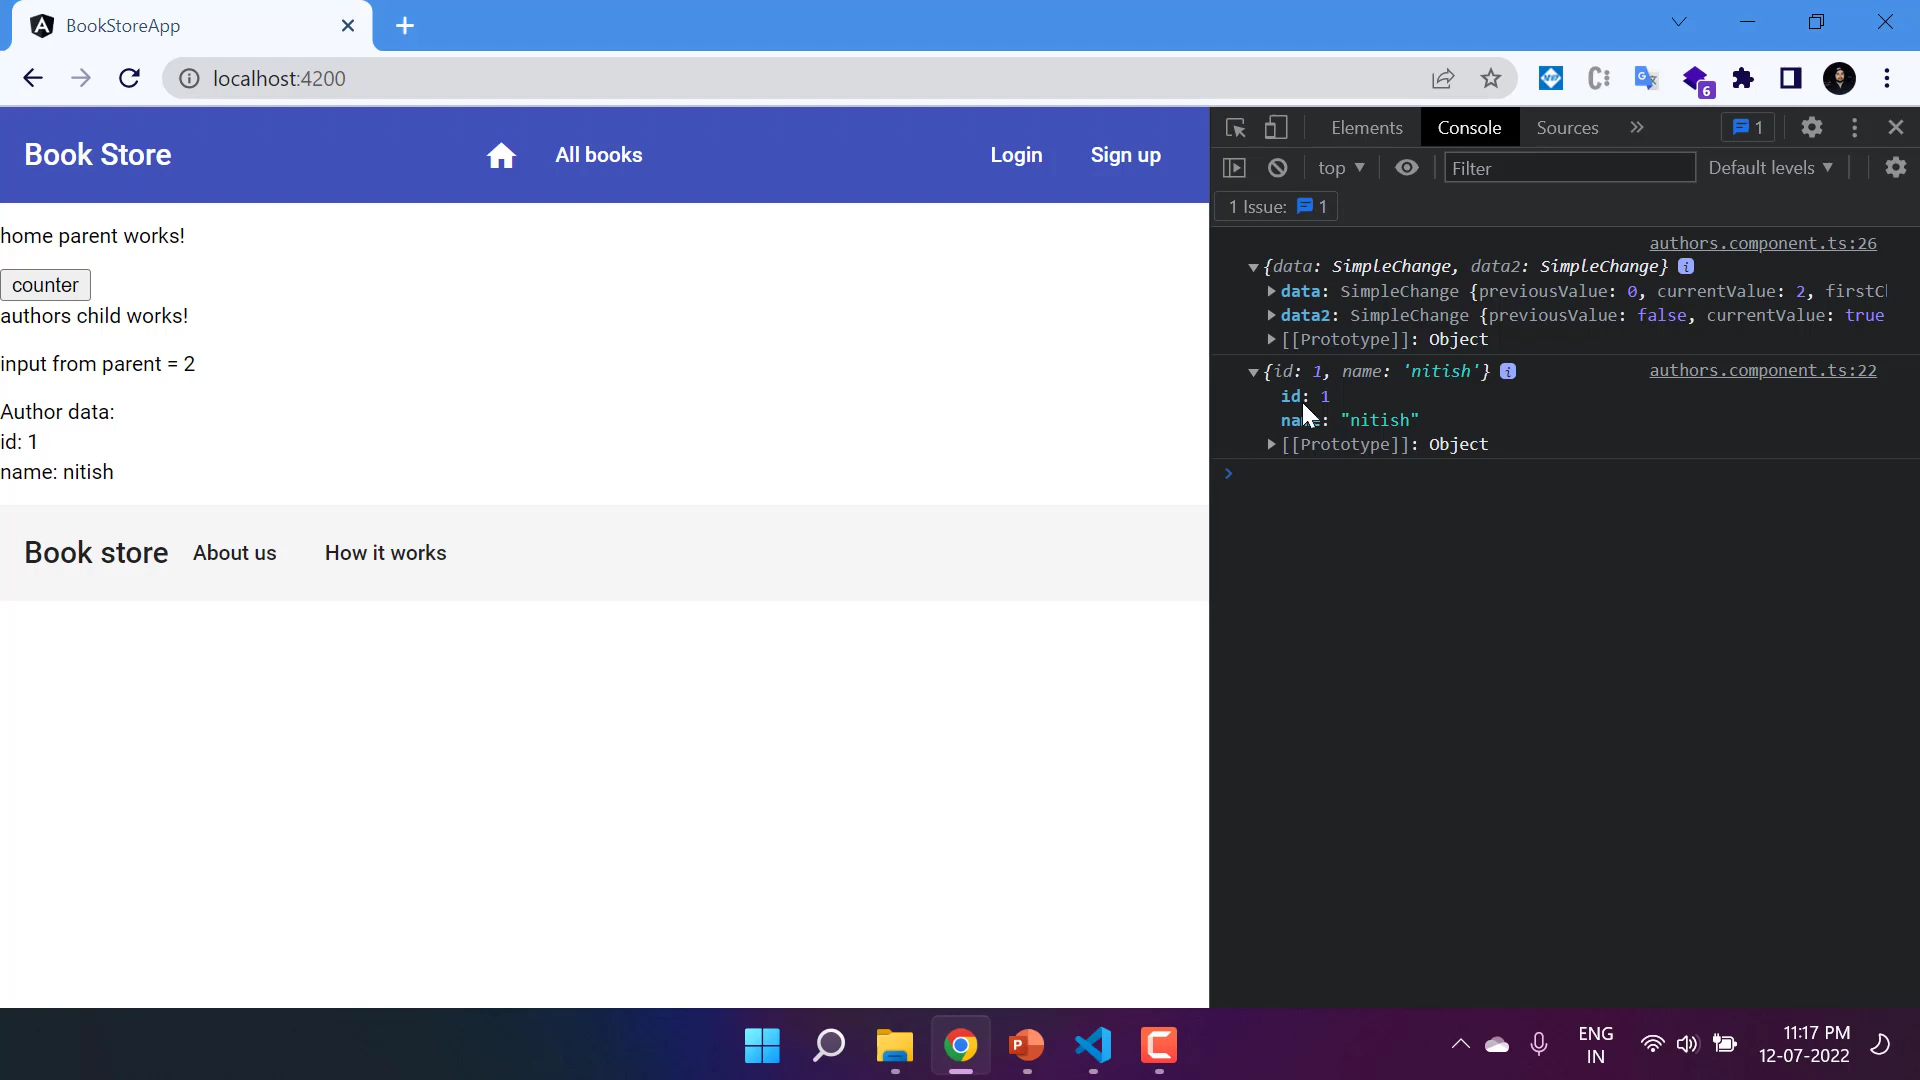 BookStoreApp
localhost:4200
6
Book Store
All books
Login
Sign up
home parent works!
counter
authors child works!
input from parent = 2
Author data:
id: 1
name: nitish
Book store
About us
How it works
Elements
Console
Sources
1
top
Filter
Default levels
1 Issue: 1
authors.component.ts:26
{data: SimpleChange, data2: SimpleChange}
data: SimpleChange {previousValue: 0, currentValue: 2, firstCl
data2: SimpleChange {previousValue: false, currentValue: true
[[Prototype]]: Object
{id: 1, name: 'nitish'}
authors.component.ts:22
id: 1
name: "nitish"
[[Prototype]]: Object
ENG
IN
11:17 PM
12-07-2022